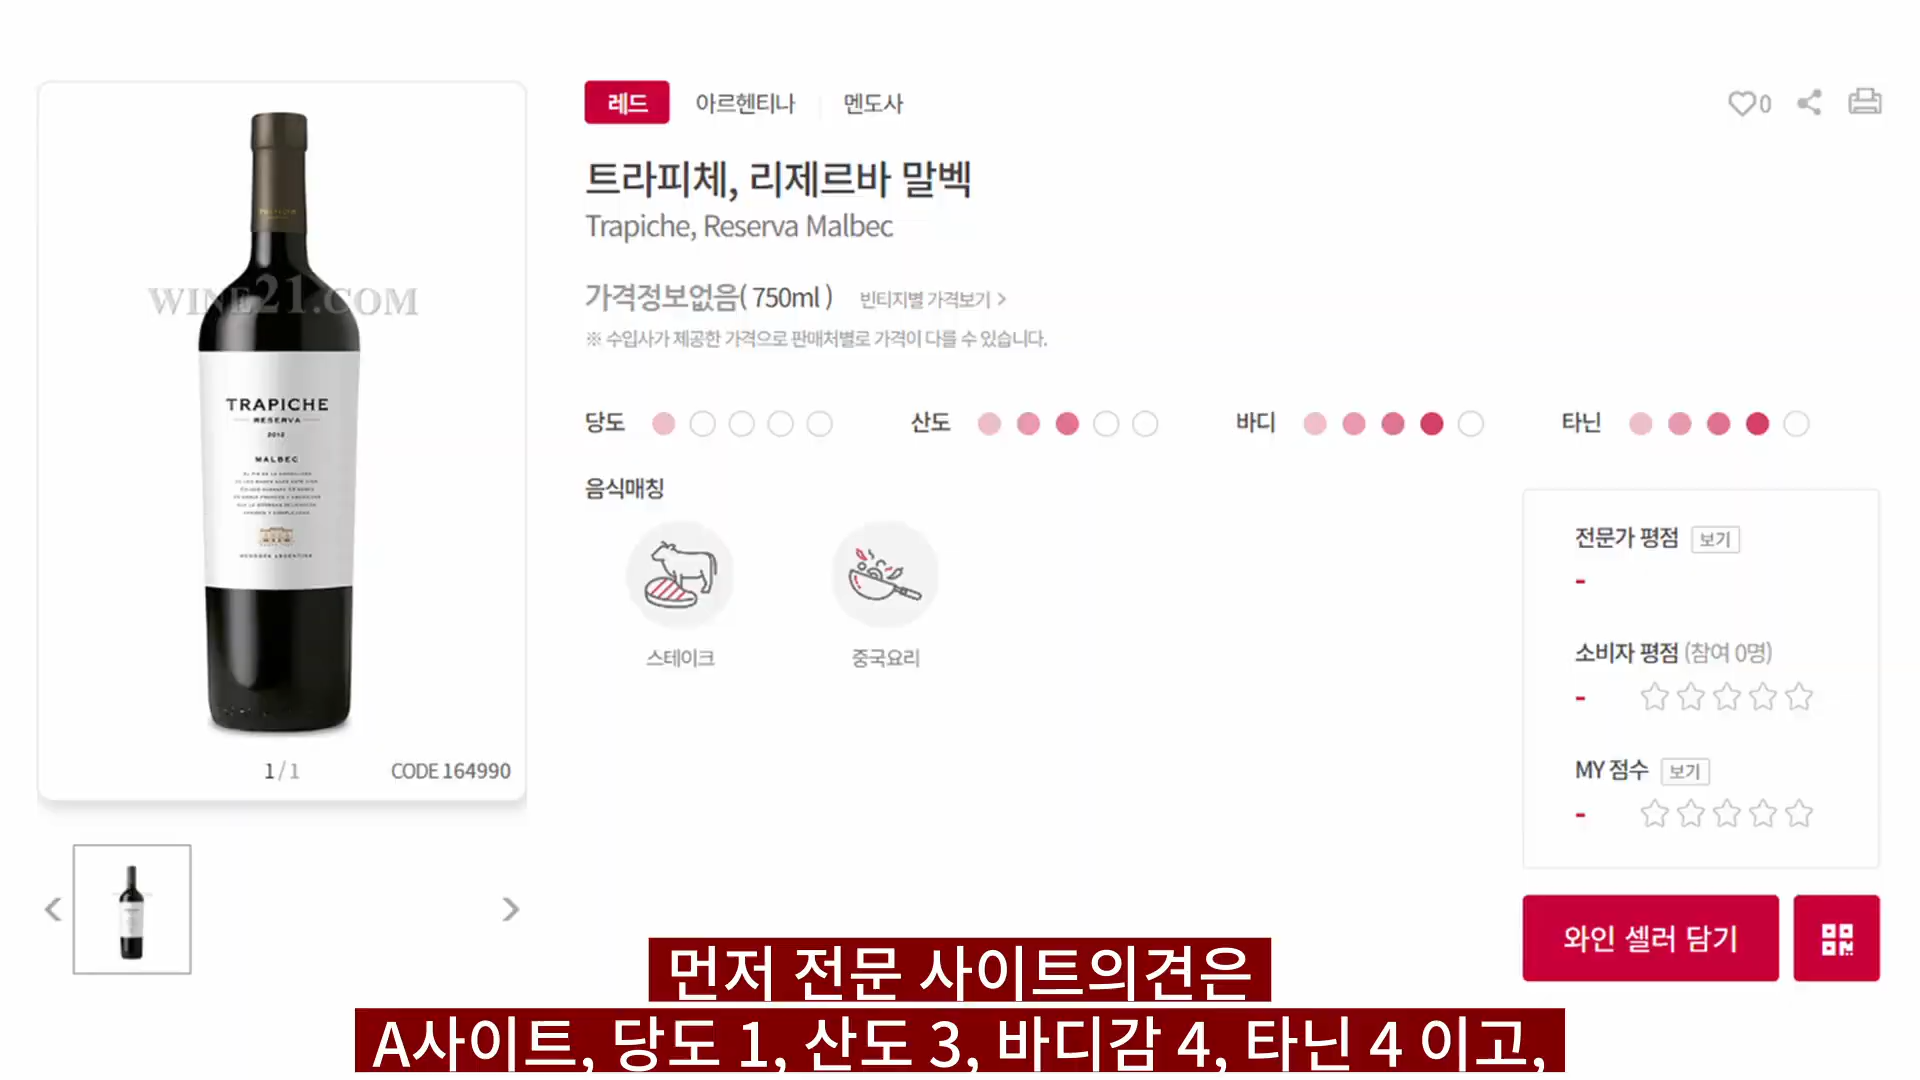 레드 아르헨티나 멘도사
0
트라피체, 리제르바 말벡
Trapiche, Reserva Malbec
가격정보없음( 750ml ) 빈티지별 가격보기 >
※ 수입사가 제공한 가격으로 판매처별로 가격이 다를 수 있습니다.
당도 산도 바디 타닌
음식매칭
스테이크 중국요리
전문가 평점 보기
-
소비자 평점 (참여 0명)
-
MY 점수 보기
-
와인 셀러 담기
WINE21.COM
TRAPICHE
RESERVA
2012
MALBEC
MENDOZA ARGENTINA
1 / 1
CODE 164990
먼저 전문 사이트의견은
A사이트, 당도 1, 산도 3, 바디감 4, 타닌 4 이고,